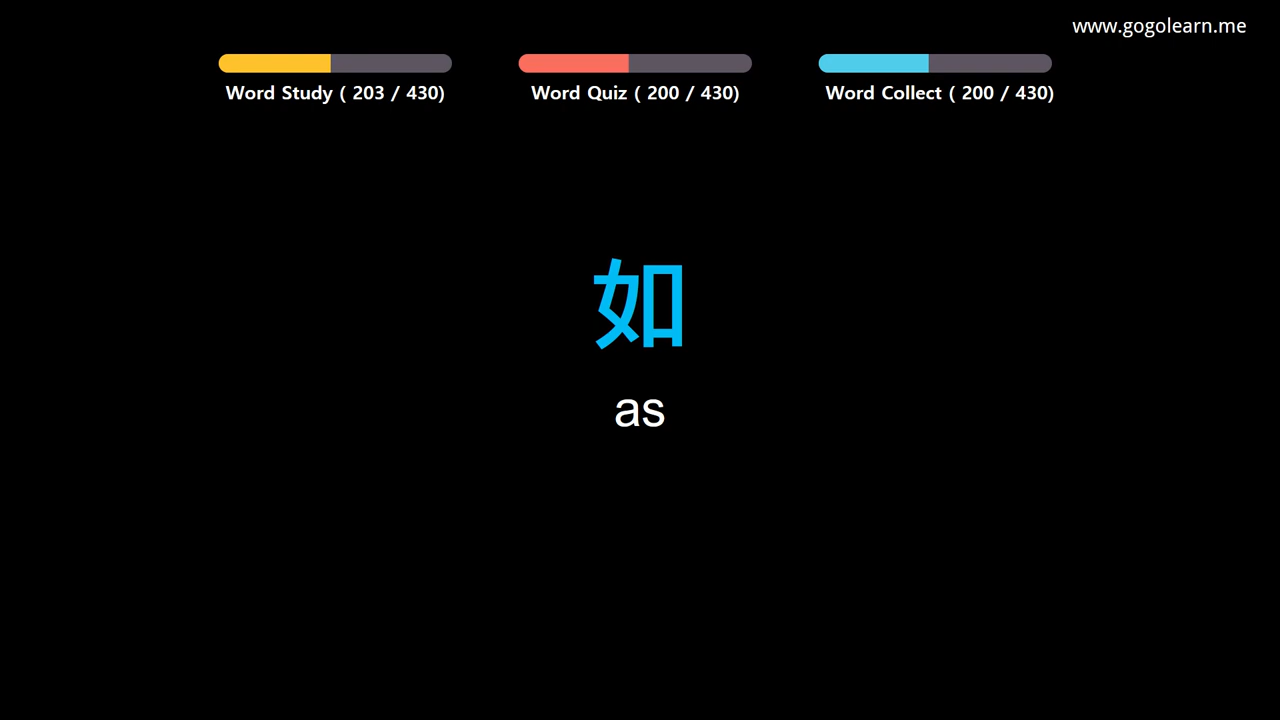 www.gogolearn.me
Word Study ( 203 / 430)
Word Quiz ( 200 / 430)
Word Collect ( 200 / 430)
如
as